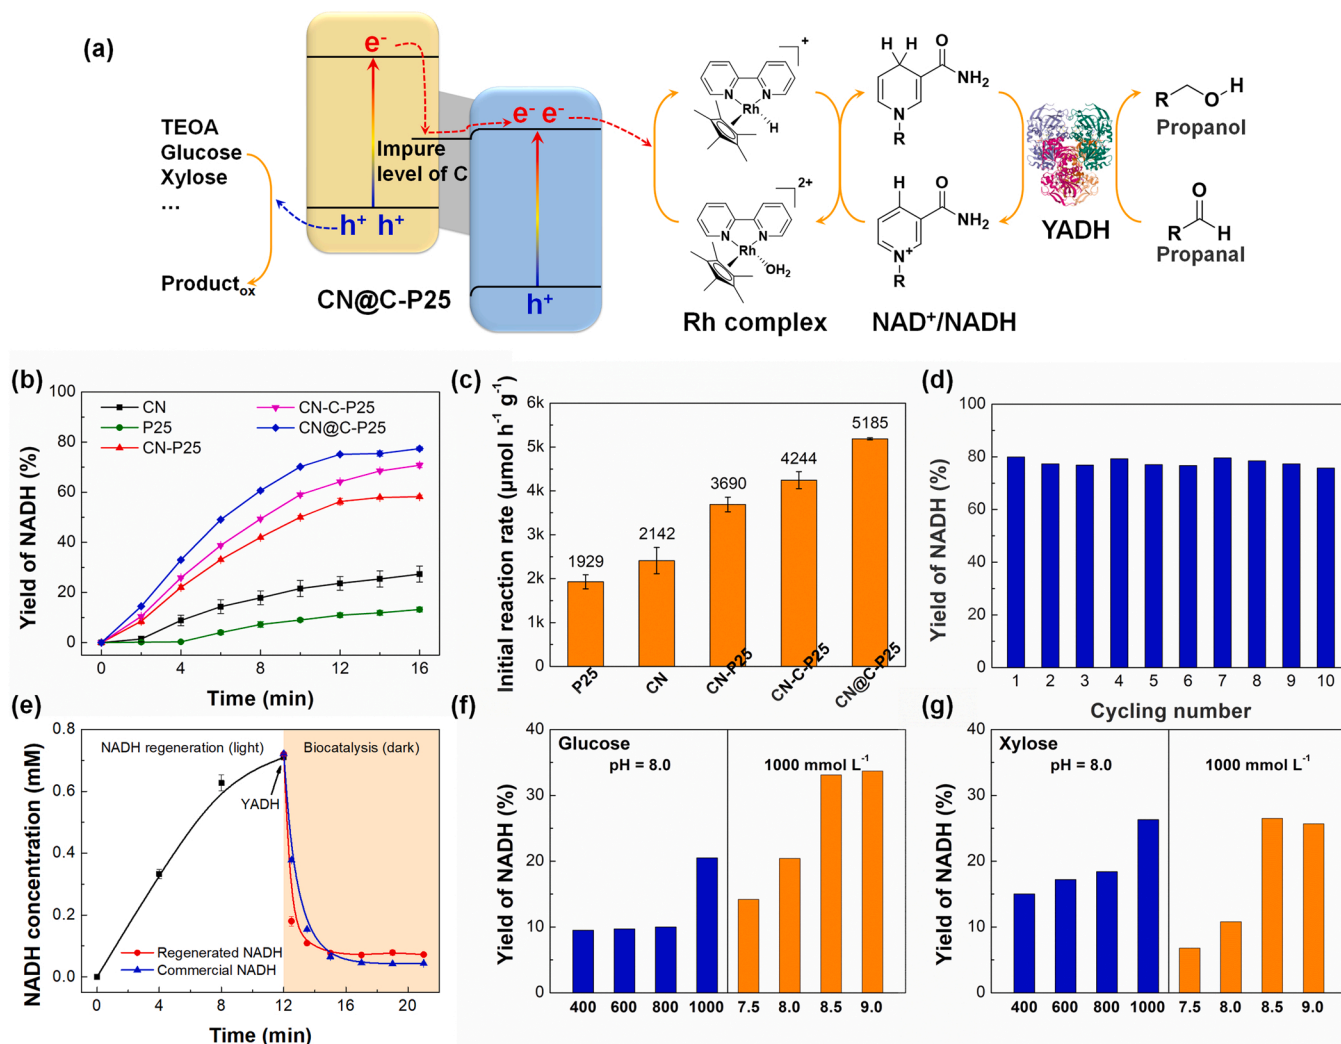 (a)
TEOA
Glucose
Xylose
...
Product_ox
e⁻
h⁺ h⁺
Impure
level of C
CN@C-P25
e⁻ e⁻
h⁺
+
N N
Rh
H
2+
N N
Rh
OH₂
Rh complex
H H
O
NH₂
N
R
H
O
NH₂
N⁺
R
NAD⁺/NADH
YADH
R O H
Propanol
O
R H
Propanal
(b)
Yield of NADH (%)
100
80
60
40
20
0
CN
P25
CN-P25
CN-C-P25
CN@C-P25
0 4 8 12 16
Time (min)
(c)
Initial reaction rate (μmol h⁻¹ g⁻¹)
6k
5k
4k
3k
2k
1k
0
1929
2142
3690
4244
5185
P25
CN
CN-P25
CN-C-P25
CN@C-P25
(d)
Yield of NADH (%)
100
80
60
40
20
0
1 2 3 4 5 6 7 8 9 10
Cycling number
(e)
NADH concentration (mM)
0.8
0.6
0.4
0.2
0.0
NADH regeneration (light)
Biocatalysis (dark)
YADH
Regenerated NADH
Commercial NADH
0 4 8 12 16 20
Time (min)
(f)
Yield of NADH (%)
40
30
20
10
0
Glucose
pH = 8.0
1000 mmol L⁻¹
400 600 800 1000 7.5 8.0 8.5 9.0
(g)
Yield of NADH (%)
40
30
20
10
0
Xylose
pH = 8.0
1000 mmol L⁻¹
400 600 800 1000 7.5 8.0 8.5 9.0